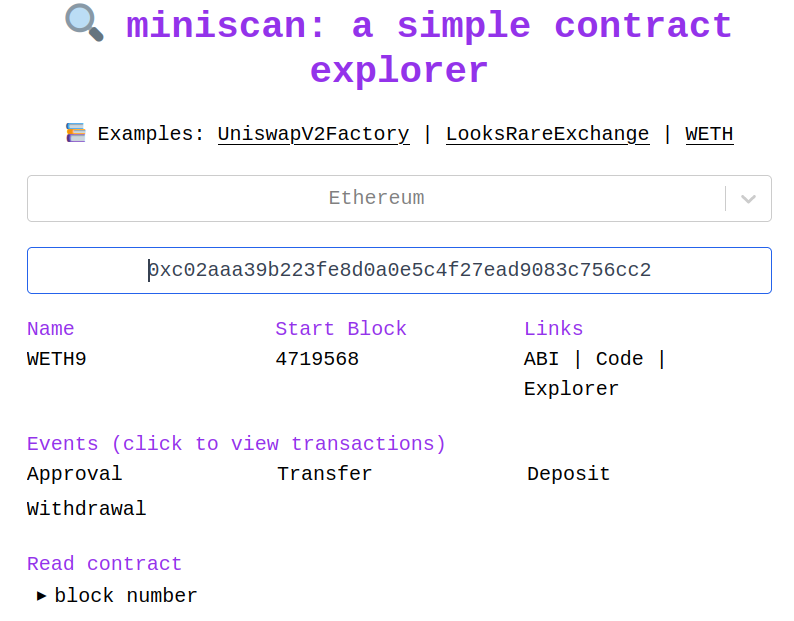 miniscan: a simple contract
explorer
Examples: UniswapV2Factory | LooksRareExchange | WETH
Ethereum
0xc02aaa39b223fe8d0a0e5c4f27ead9083c756cc2
Name Start Block Links
WETH9 4719568 ABI | Code |
Explorer
Events (click to view transactions)
Approval Transfer Deposit
Withdrawal
Read contract
► block number